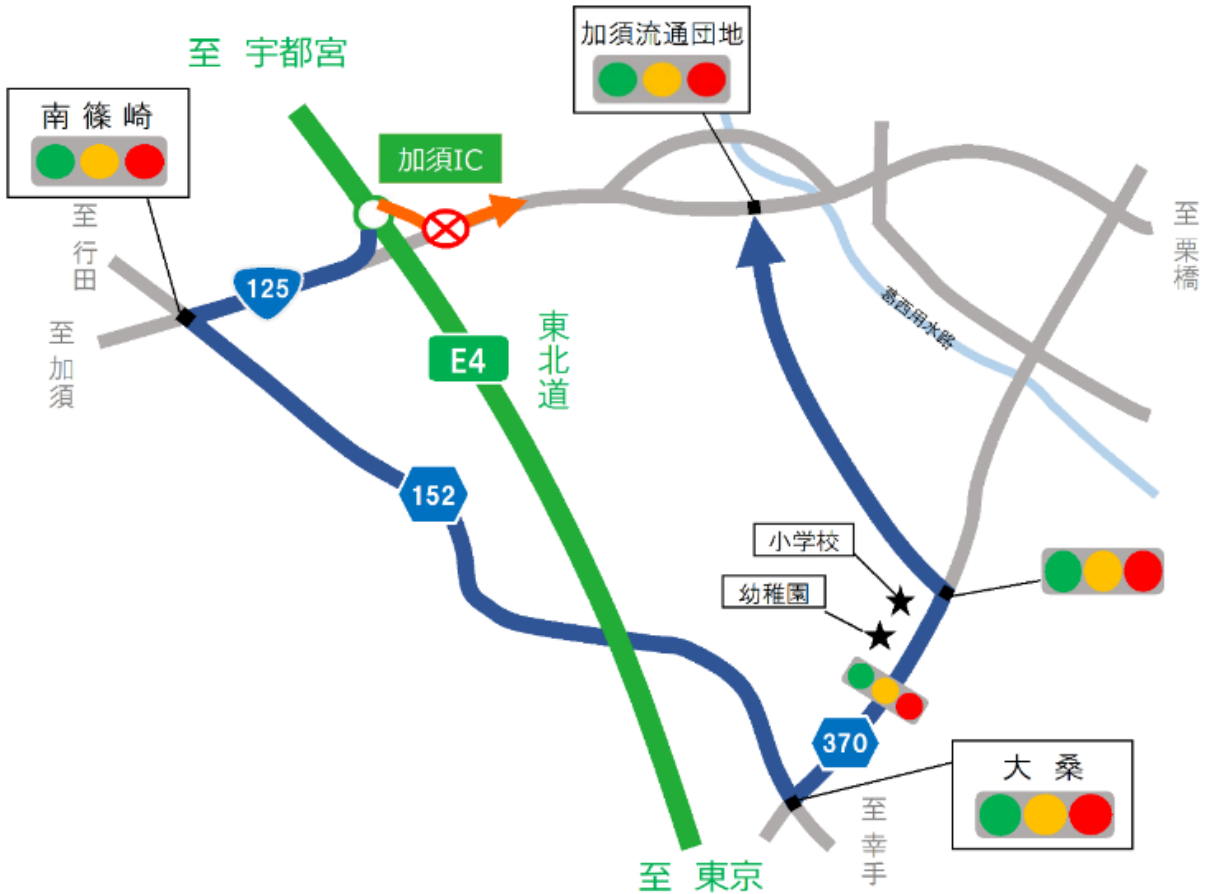 至 宇都宮
加須流通団地
南篠崎
加須IC
至行田
至栗橋
125
至加須
葛西用水路
東北道
E4
152
小学校
幼稚園
370
大桑
至幸手
至 東京